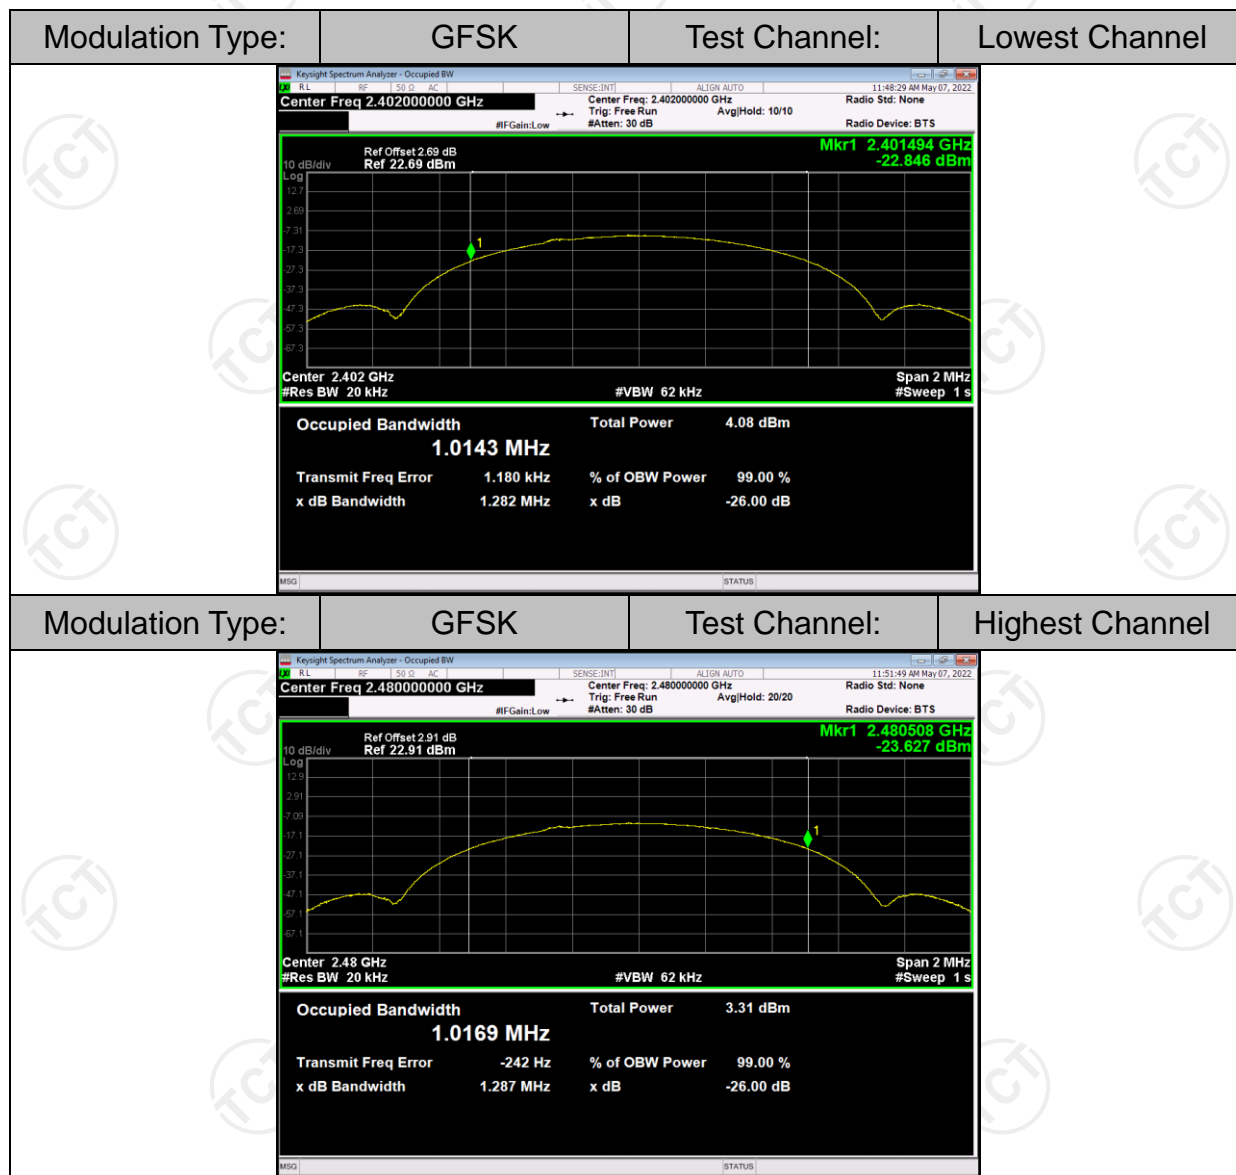 Modulation Type: GFSK Test Channel: Lowest Channel
Keysight Spectrum Analyzer - Occupied BW
RL RF 50 Ω AC SENSE:INT ALIGN AUTO 11:48:29 AM May 07, 2022
Center Freq 2.402000000 GHz Center Freq: 2.402000000 GHz Radio Std: None
Trig: Free Run Avg|Hold: 10/10
#IFGain:Low #Atten: 30 dB Radio Device: BTS
Mkr1 2.401494 GHz
Ref Offset 2.69 dB
-22.846 dBm
10 dB/div Ref 22.69 dBm
Log
12.7
2.69
-7.31
-17.3
1
-27.3
-37.3
-47.3
-57.3
-67.3
Center 2.402 GHz Span 2 MHz
#Res BW 20 kHz #VBW 62 kHz #Sweep 1 s
Occupied Bandwidth Total Power 4.08 dBm
1.0143 MHz
Transmit Freq Error 1.180 kHz % of OBW Power 99.00 %
x dB Bandwidth 1.282 MHz x dB -26.00 dB
MSG STATUS
Modulation Type: GFSK Test Channel: Highest Channel
Keysight Spectrum Analyzer - Occupied BW
RL RF 50 Ω AC SENSE:INT ALIGN AUTO 11:51:49 AM May 07, 2022
Center Freq 2.480000000 GHz Center Freq: 2.480000000 GHz Radio Std: None
Trig: Free Run Avg|Hold: 20/20
#IFGain:Low #Atten: 30 dB Radio Device: BTS
Mkr1 2.480508 GHz
Ref Offset 2.91 dB
-23.627 dBm
10 dB/div Ref 22.91 dBm
Log
12.9
2.91
-7.09
-17.1
1
-27.1
-37.1
-47.1
-57.1
-67.1
Center 2.48 GHz Span 2 MHz
#Res BW 20 kHz #VBW 62 kHz #Sweep 1 s
Occupied Bandwidth Total Power 3.31 dBm
1.0169 MHz
Transmit Freq Error -242 Hz % of OBW Power 99.00 %
x dB Bandwidth 1.287 MHz x dB -26.00 dB
MSG STATUS
TCT
TCT
TCT
TCT
TCT
TCT
TCT
TCT
TCT
TCT
TCT
TCT